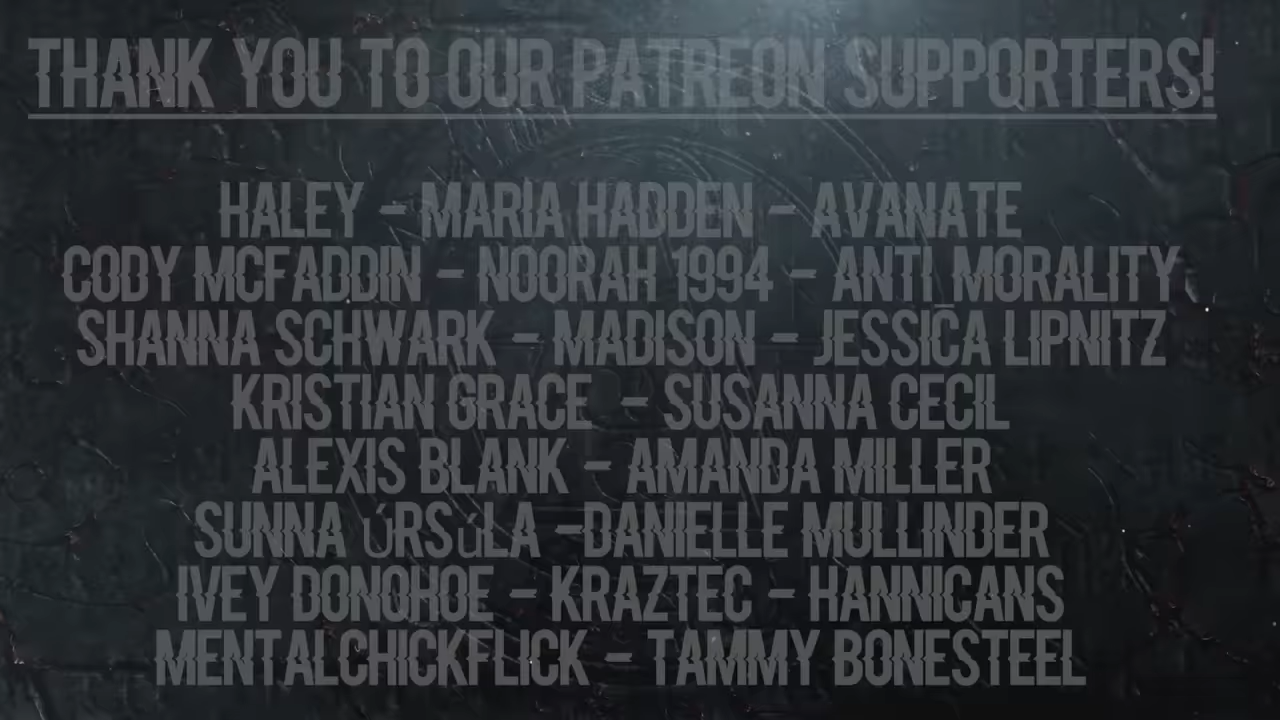 THANK YOU TO OUR PATREON SUPPORTERS!
HALEY - MARIA HADDEN - AVANATE
CODY MCFADDIN - NOORAH 1994 - ANTI_MORALITY
SHANNA SCHWARK - MADISON - JESSICA LIPNITZ
KRISTIAN GRACE - SUSANNA CECIL
ALEXIS BLANK - AMANDA MILLER
SUNNA ÚRSúLA -DANIELLE MULLINDER
IVEY DONOHOE - KRAZTEC - HANNICANS
MENTALCHICKFLICK - TAMMY BONESTEEL